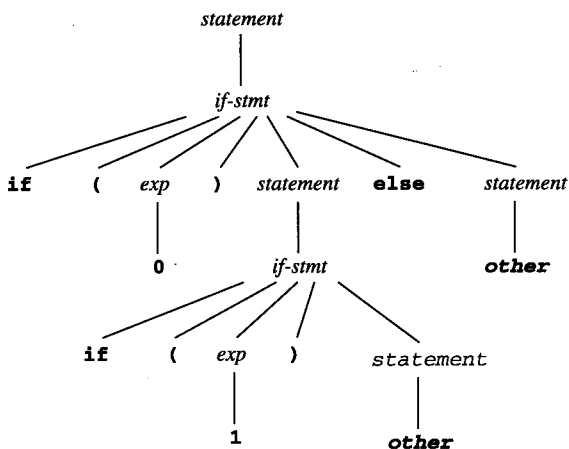 statement
if-stmt
if ( exp ) statement else statement
0 if-stmt other
if ( exp ) statement
1 other